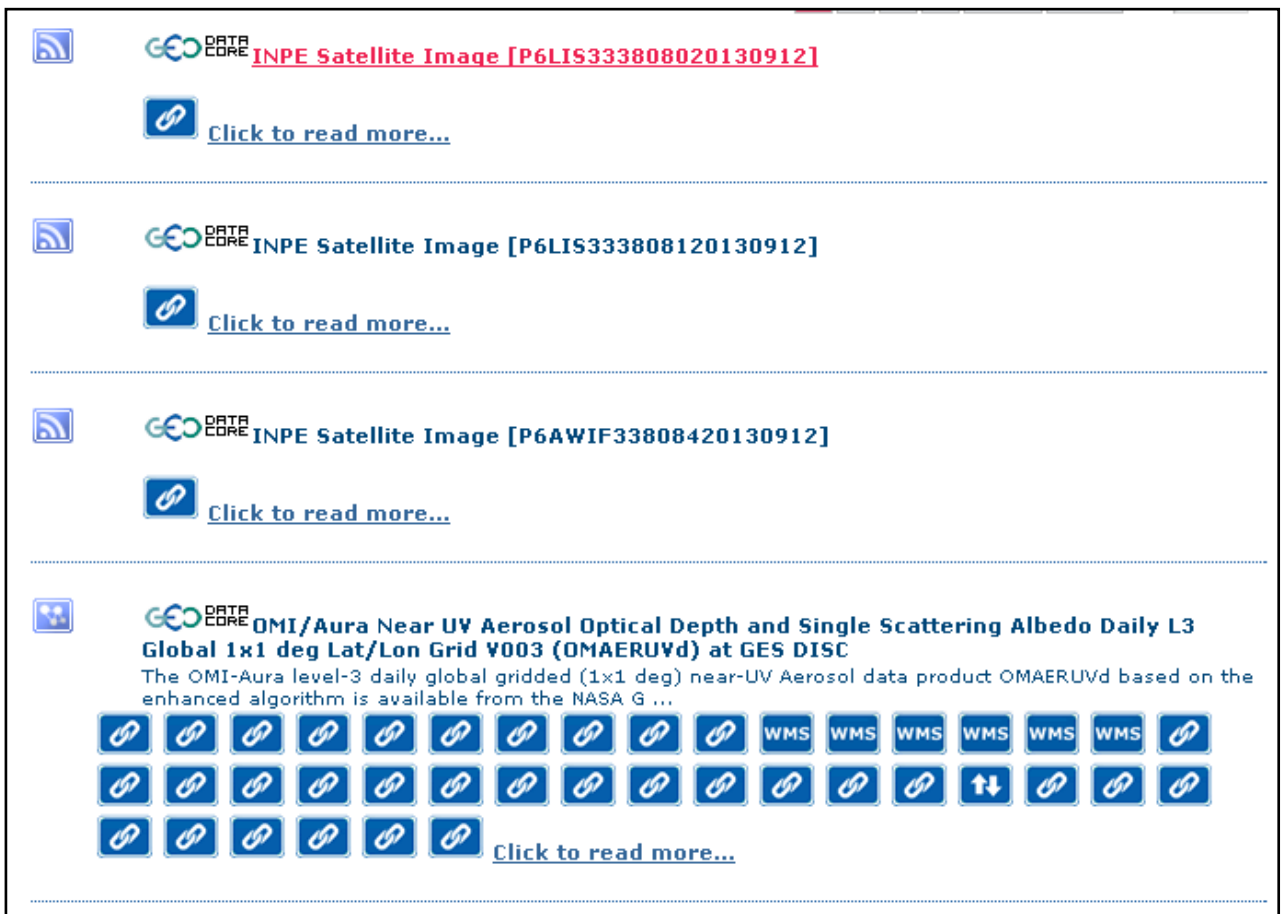 GEO DATA CORE INPE Satellite Image [P6LIS333808020130912]
Click to read more...
GEO DATA CORE INPE Satellite Image [P6LIS333808120130912]
Click to read more...
GEO DATA CORE INPE Satellite Image [P6AWIF33808420130912]
Click to read more...
GEO DATA CORE OMI/Aura Near UV Aerosol Optical Depth and Single Scattering Albedo Daily L3
Global 1x1 deg Lat/Lon Grid V003 (OMAERUVd) at GES DISC
The OMI-Aura level-3 daily global gridded (1x1 deg) near-UV Aerosol data product OMAERUVd based on the
enhanced algorithm is available from the NASA G ...
WMS WMS WMS WMS WMS WMS
Click to read more...